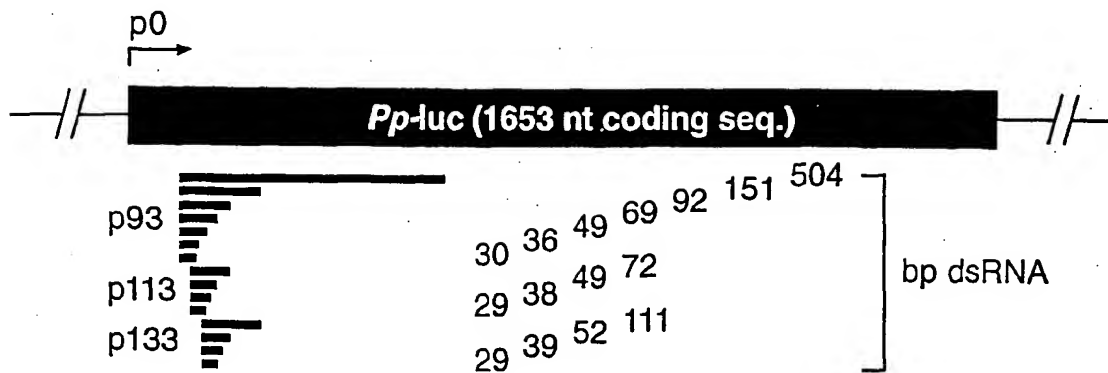 p0
Pp-luc (1653 nt coding seq.)
p93
30 36 49 69 92 151 504
p113
29 38 49 72
bp dsRNA
p133
29 39 52 111